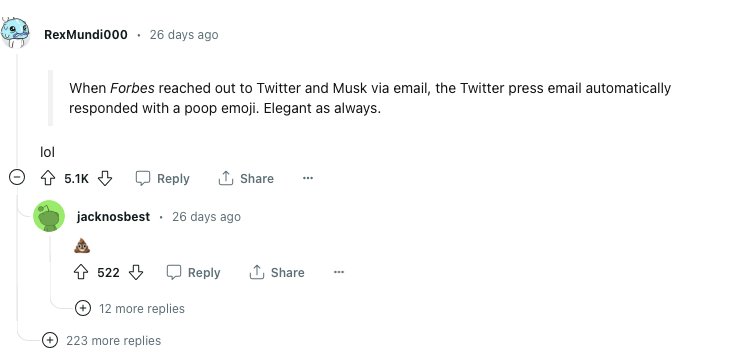 RexMundi000 • 26 days ago
When Forbes reached out to Twitter and Musk via email, the Twitter press email automatically
responded with a poop emoji. Elegant as always.
lol
5.1K Reply Share ...
jacknosbest • 26 days ago
💩
522 Reply Share ...
12 more replies
223 more replies